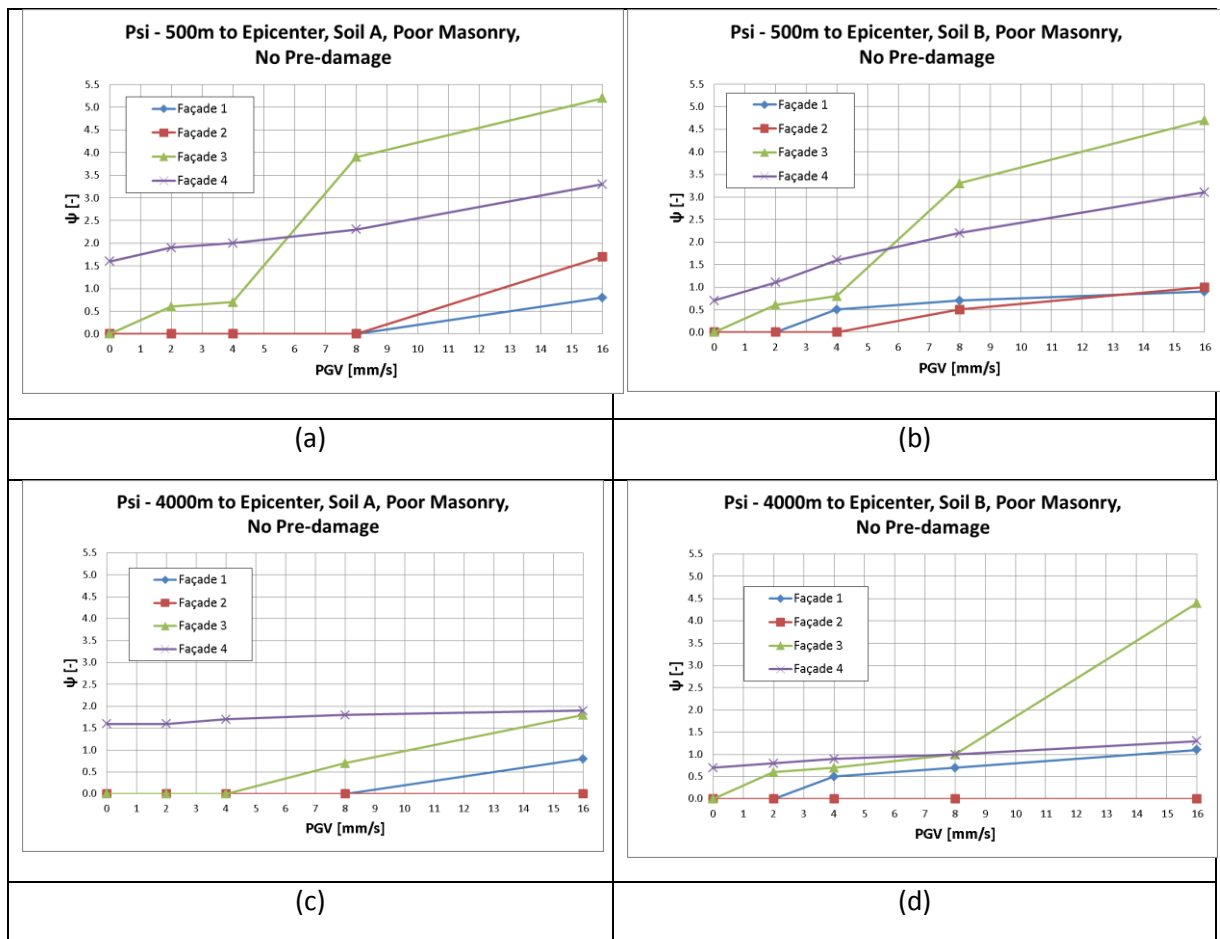 Psi - 500m to Epicenter, Soil A, Poor Masonry,
No Pre-damage
5.5
5.0
4.5
4.0
3.5
3.0
2.5
2.0
1.5
1.0
0.5
0.0
ψ [-]
Façade 1
Façade 2
Façade 3
Façade 4
0 1 2 3 4 5 6 7 8 9 10 11 12 13 14 15 16
PGV [mm/s]
Psi - 500m to Epicenter, Soil B, Poor Masonry,
No Pre-damage
5.5
5.0
4.5
4.0
3.5
3.0
2.5
2.0
1.5
1.0
0.5
0.0
ψ [-]
Façade 1
Façade 2
Façade 3
Façade 4
0 1 2 3 4 5 6 7 8 9 10 11 12 13 14 15 16
PGV [mm/s]
(a)
(b)
Psi - 4000m to Epicenter, Soil A, Poor Masonry,
No Pre-damage
5.5
5.0
4.5
4.0
3.5
3.0
2.5
2.0
1.5
1.0
0.5
0.0
ψ [-]
Façade 1
Façade 2
Façade 3
Façade 4
0 1 2 3 4 5 6 7 8 9 10 11 12 13 14 15 16
PGV [mm/s]
Psi - 4000m to Epicenter, Soil B, Poor Masonry,
No Pre-damage
5.5
5.0
4.5
4.0
3.5
3.0
2.5
2.0
1.5
1.0
0.5
0.0
ψ [-]
Façade 1
Façade 2
Façade 3
Façade 4
0 1 2 3 4 5 6 7 8 9 10 11 12 13 14 15 16
PGV [mm/s]
(c)
(d)